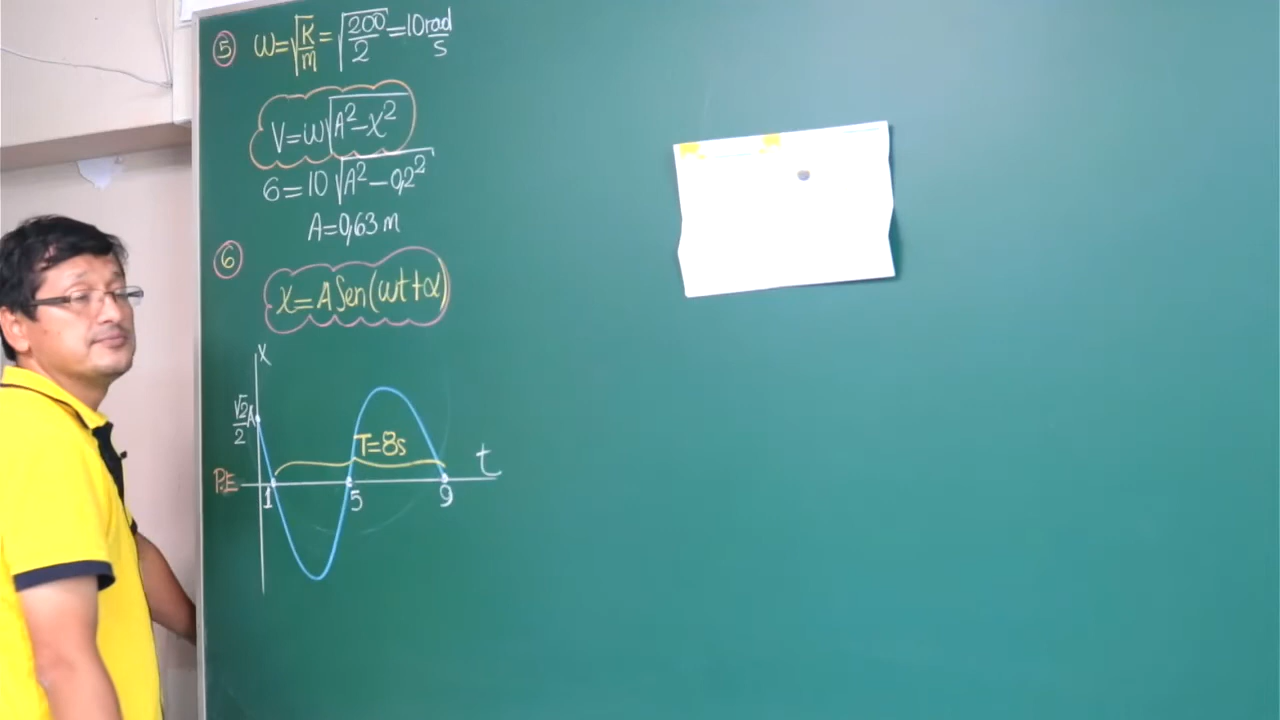 ⑤ ω=√K/m=√200/2=10 rad/s
V=ω√A²-X²
6=10√A²-0,2²
A=0,63 m
⑥
X=A Sen(ωt+α)
X
√2/2 A
T=8s
P.E
t
1
5
9